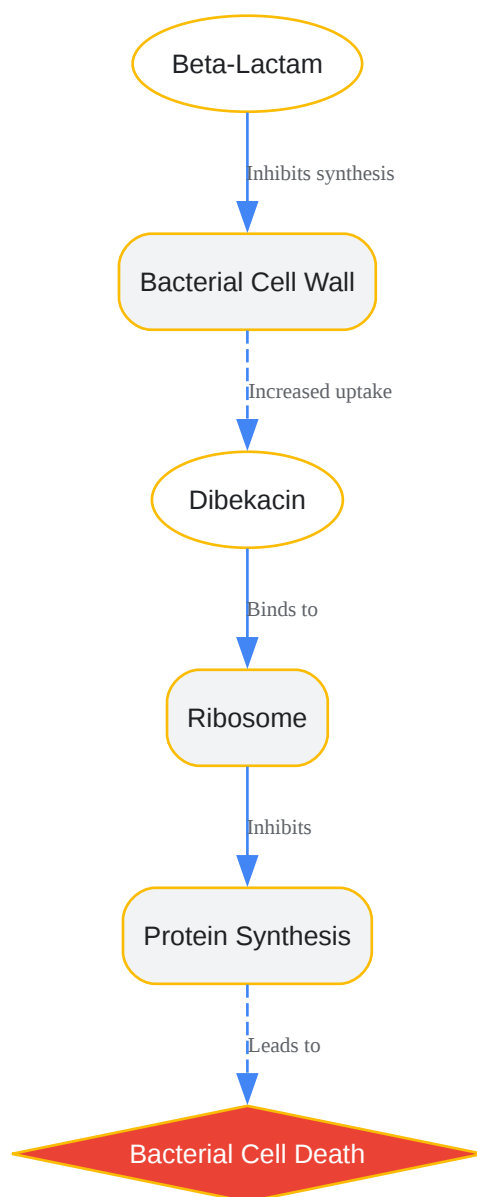 Beta-Lactam
Inhibits synthesis
Bacterial Cell Wall
Increased uptake
Dibekacin
Binds to
Ribosome
Inhibits
Protein Synthesis
Leads to
Bacterial Cell Death